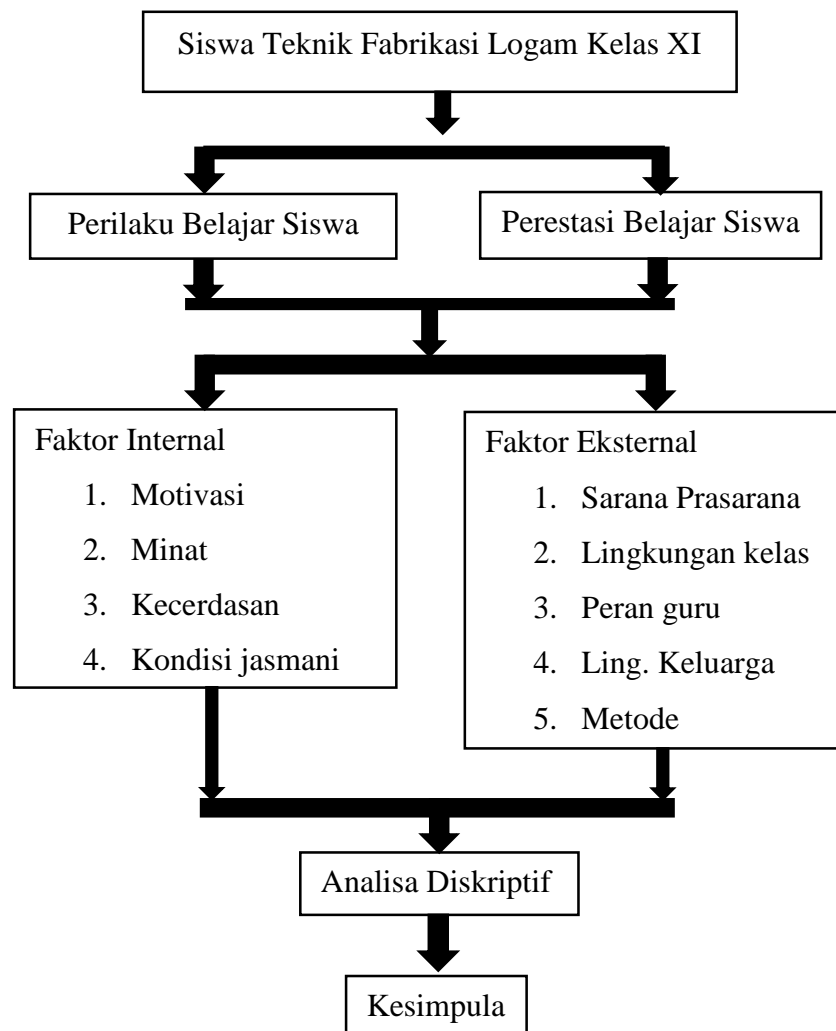 Siswa Teknik Fabrikasi Logam Kelas XI
Perilaku Belajar Siswa
Perestasi Belajar Siswa
Faktor Internal
1. Motivasi
2. Minat
3. Kecerdasan
4. Kondisi jasmani
Faktor Eksternal
1. Sarana Prasarana
2. Lingkungan kelas
3. Peran guru
4. Ling. Keluarga
5. Metode
Analisa Diskriptif
Kesimpula